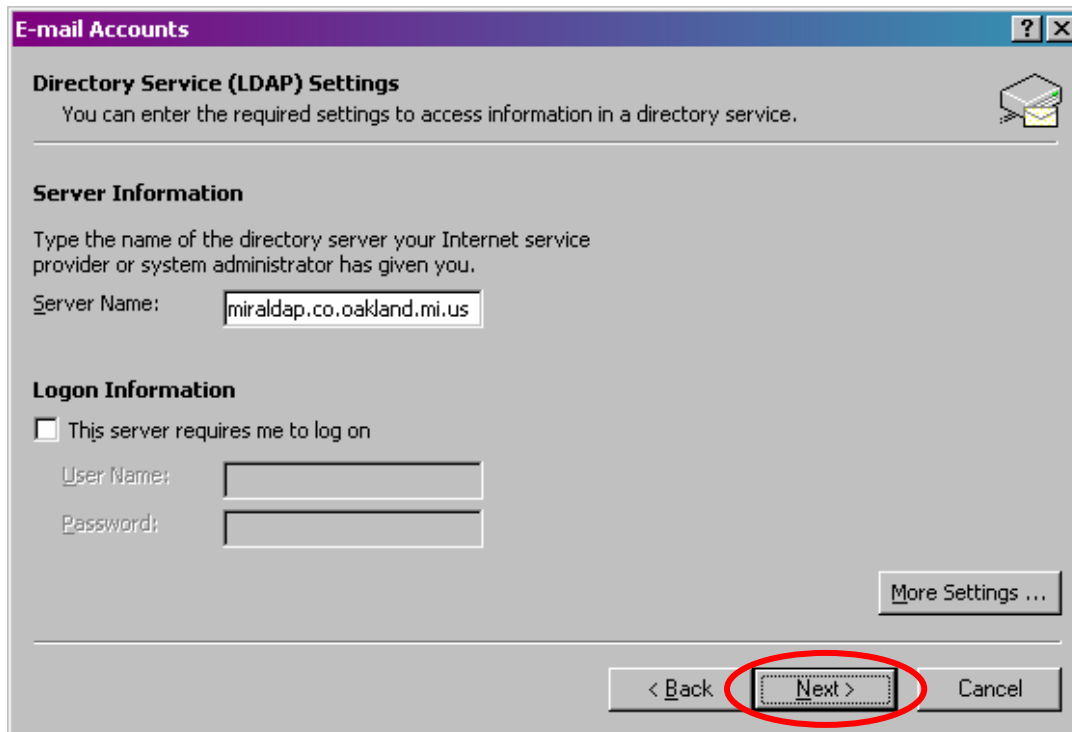 E-mail Accounts
Directory Service (LDAP) Settings
You can enter the required settings to access information in a directory service.
Server Information
Type the name of the directory server your Internet service
provider or system administrator has given you.
Server Name: miraldap.co.oakland.mi.us
Logon Information
This server requires me to log on
User Name:
Password:
More Settings ...
< Back Next > Cancel